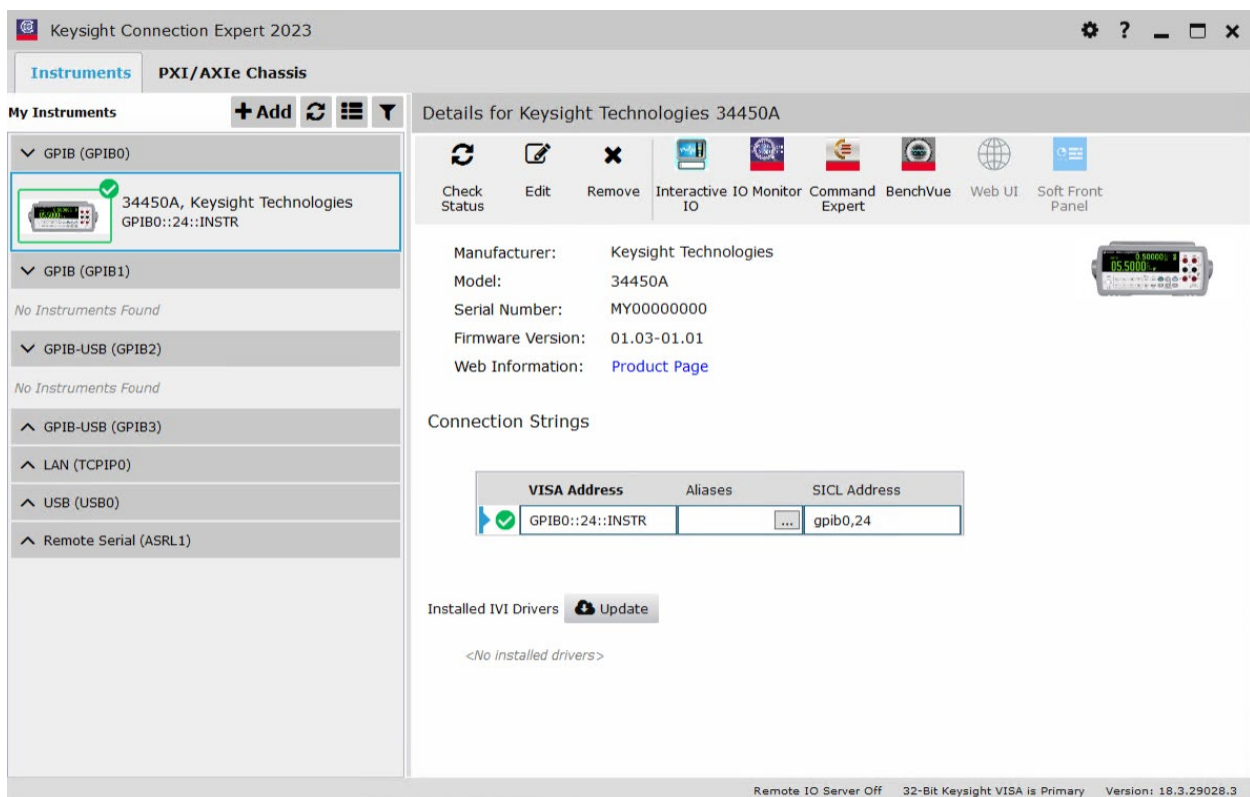 Keysight Connection Expert 2023
?
Instruments
PXI/AXIe Chassis
My Instruments
Add
GPIB (GPIB0)
34450A, Keysight Technologies
GPIB0::24::INSTR
GPIB (GPIB1)
No Instruments Found
GPIB-USB (GPIB2)
No Instruments Found
GPIB-USB (GPIB3)
LAN (TCPIP0)
USB (USB0)
Remote Serial (ASRL1)
Details for Keysight Technologies 34450A
Check
Status
Edit
Remove
Interactive
IO
IO Monitor
Command
Expert
BenchVue
Web UI
Soft Front
Panel
Manufacturer: Keysight Technologies
Model: 34450A
Serial Number: MY00000000
Firmware Version: 01.03-01.01
Web Information: Product Page
Connection Strings
VISA Address Aliases SICL Address
GPIB0::24::INSTR ... gpib0,24
Installed IVI Drivers Update
<No installed drivers>
Remote IO Server Off 32-Bit Keysight VISA is Primary Version: 18.3.29028.3